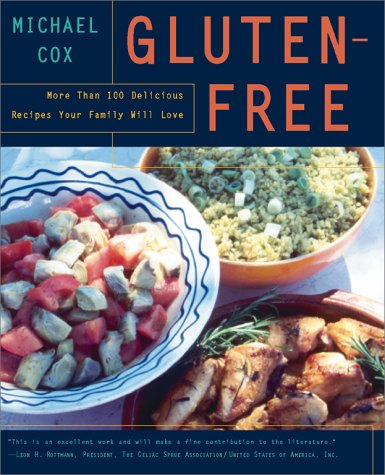 MICHAEL
COX
GLUTEN-
FREE
More Than 100 Delicious
Recipes Your Family Will Love
"This is an excellent work and will make a fine contribution to the literature."
—Leon H. Rottmann, President, The Celiac Sprue Association/United States of America, Inc.